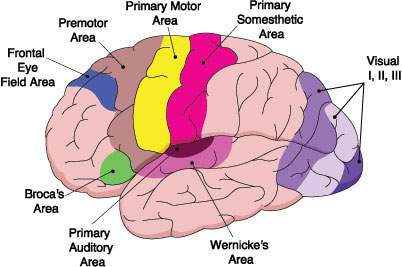 Primary Motor
Area
Primary
Somesthetic
Area
Premotor
Area
Frontal
Eye
Field Area
Visual
I, II, III
Broca's
Area
Primary
Auditory
Area
Wernicke's
Area